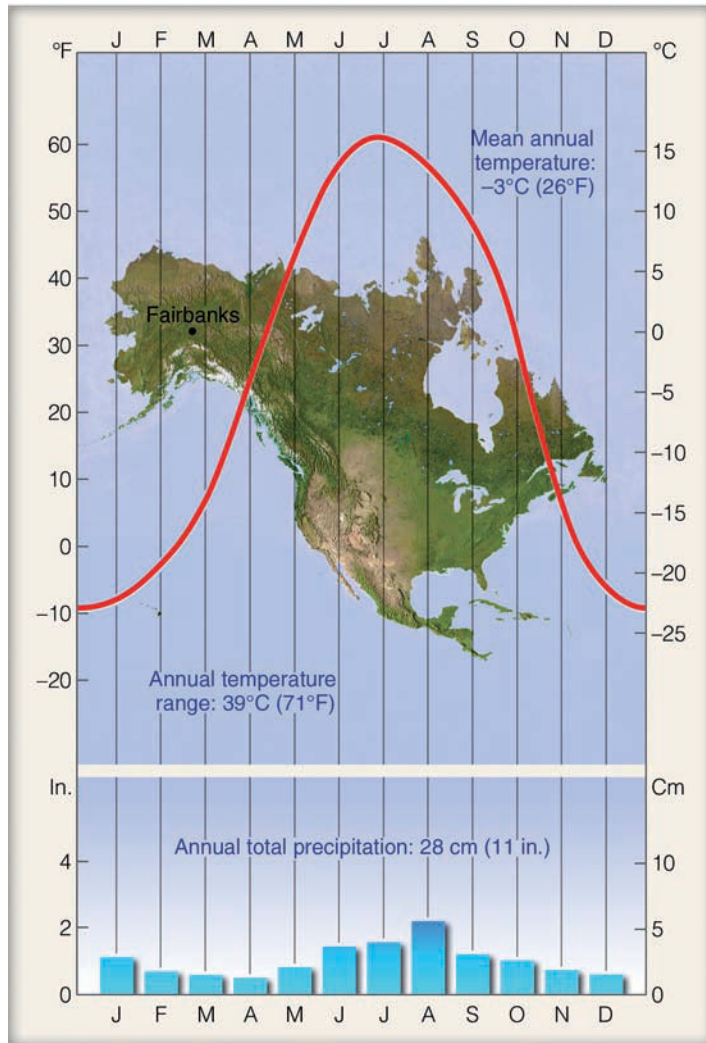 J F M A M J J A S O N D
°F °C
60
Mean annual
temperature:
–3°C (26°F)
15
50
10
40
5
Fairbanks
30
0
20
–5
10
–10
0
–15
–10
–20
–20
–25
Annual temperature
range: 39°C (71°F)
In. Cm
Annual total precipitation: 28 cm (11 in.)
4 10
2 5
0 0
J F M A M J J A S O N D